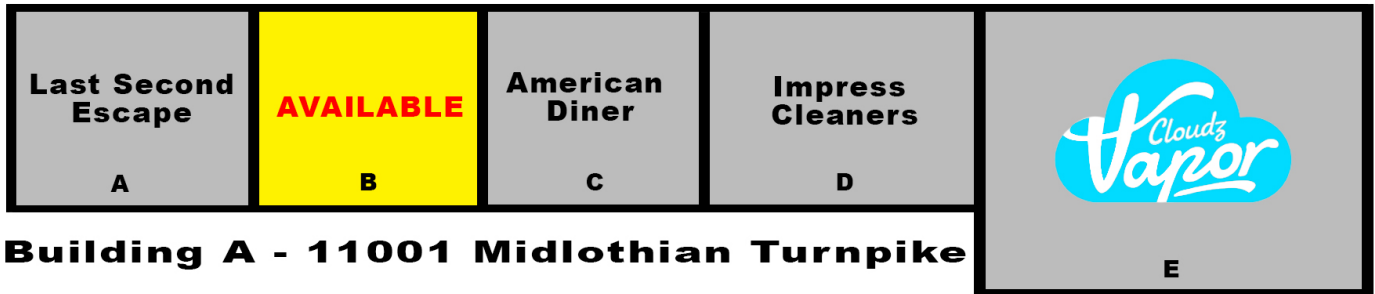 Last Second
Escape
A
AVAILABLE
B
American
Diner
C
Impress
Cleaners
D
Cloudz
Vapor
E
Building A - 11001 Midlothian Turnpike